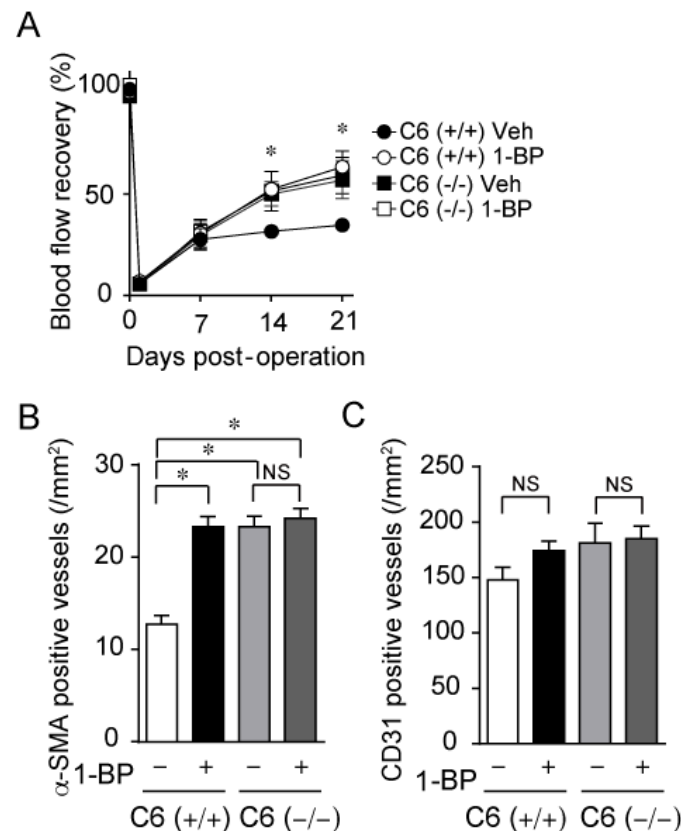 A
Blood flow recovery (%)
100
50
0
0 7 14 21
Days post-operation
* *
C6 (+/+) Veh
C6 (+/+) 1-BP
C6 (-/-) Veh
C6 (-/-) 1-BP
B
α-SMA positive vessels (/mm²)
30
20
10
0
*
*
*
NS
1-BP − + − +
C6 (+/+) C6 (−/−)
C
CD31 positive vessels (/mm²)
250
200
150
100
50
0
NS NS
1-BP − + − +
C6 (+/+) C6 (−/−)